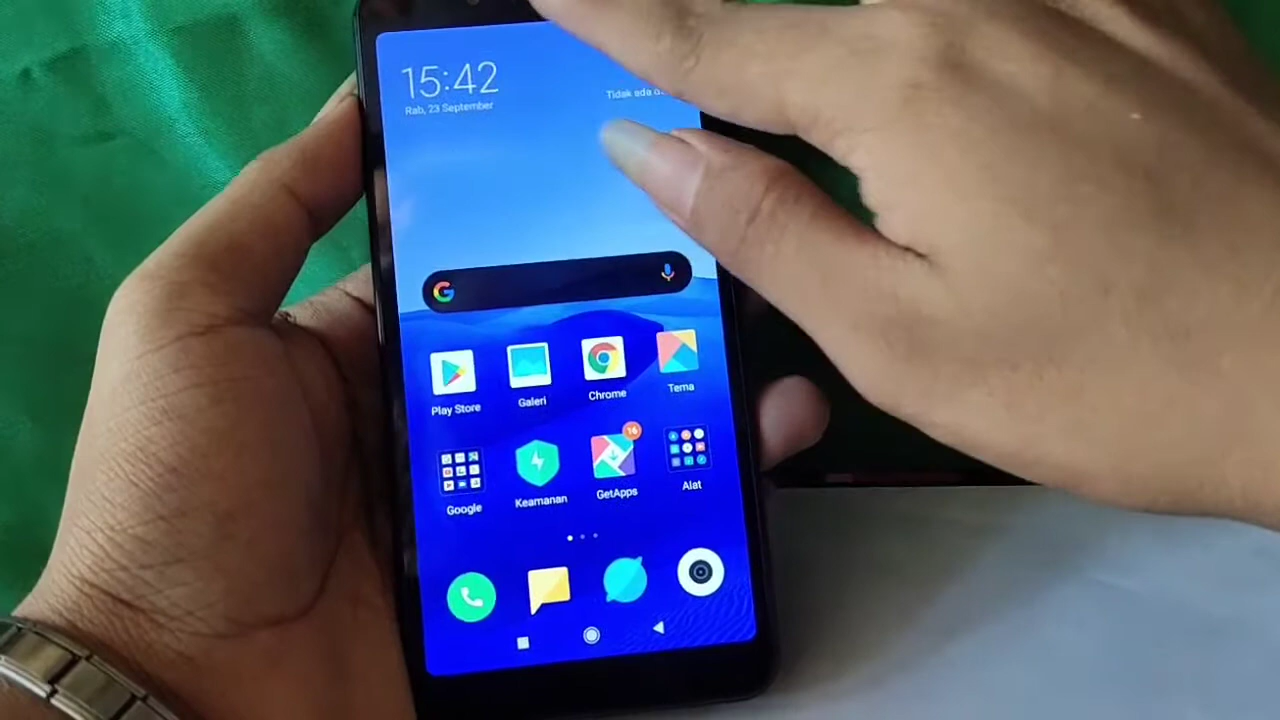 15:42
Rab, 23 September
Tidak ada
Play Store
Galeri
Chrome
Tema
16
Google
Keamanan
GetApps
Alat